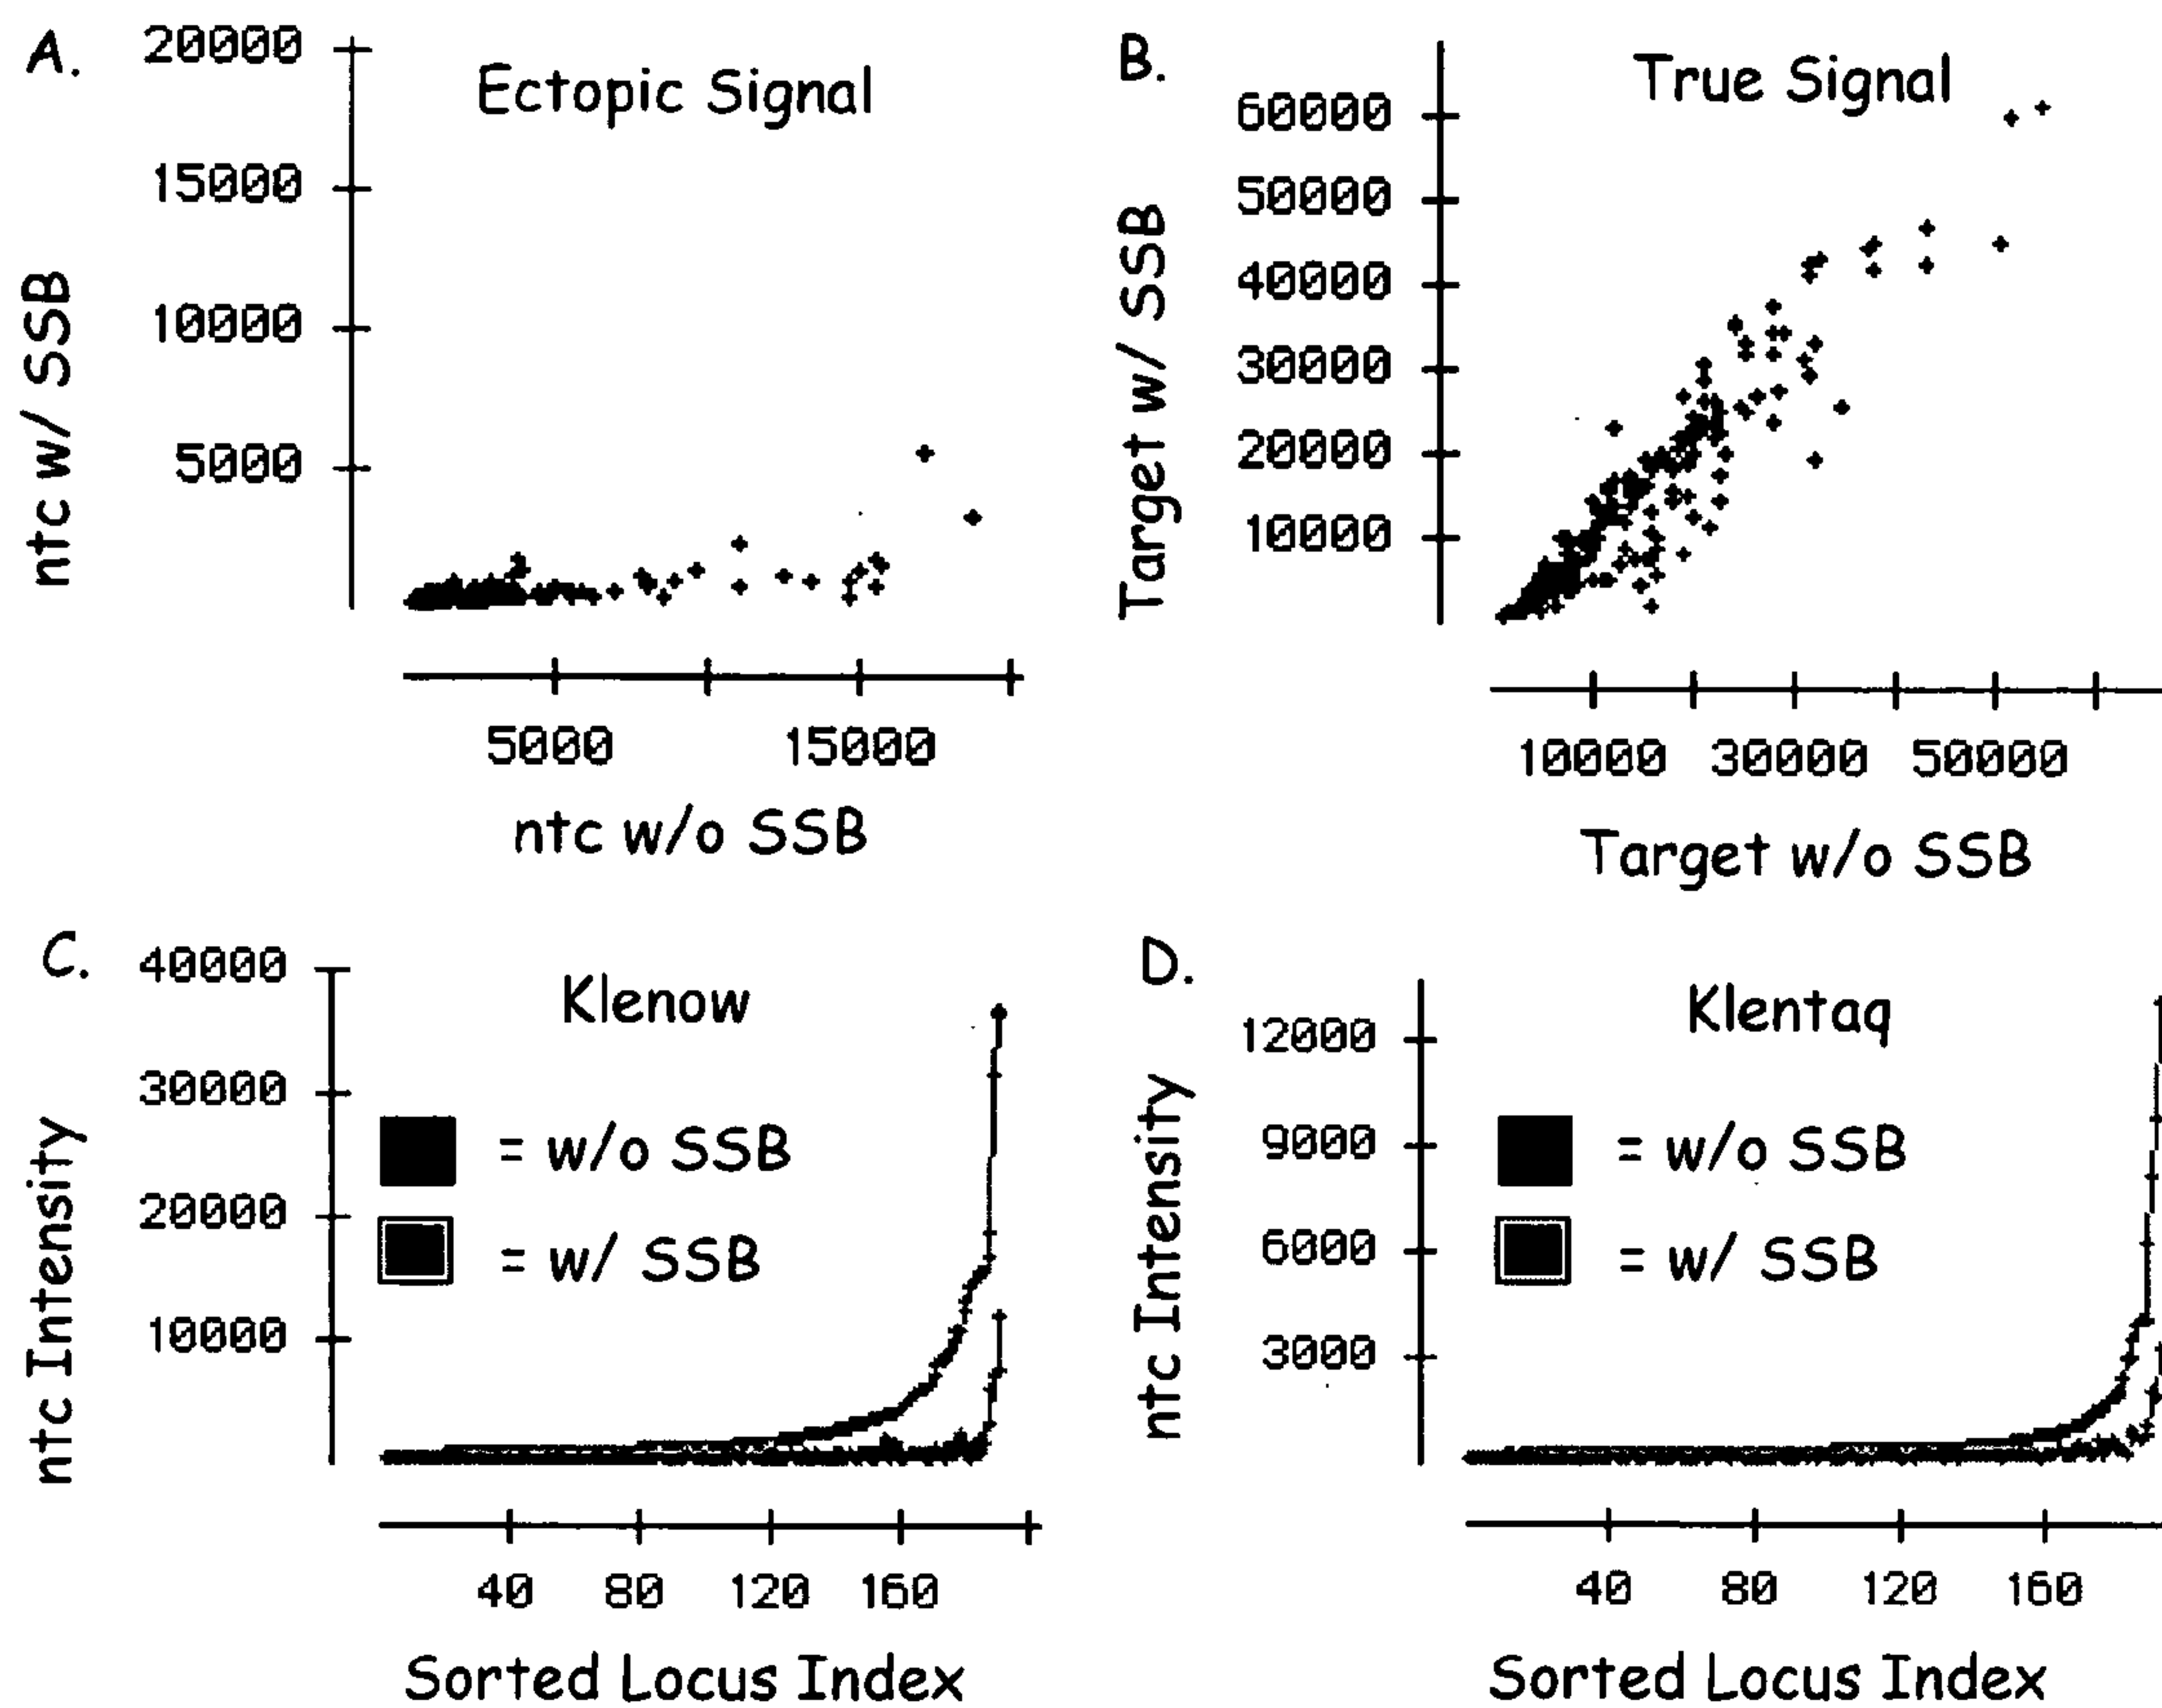 A.
Ectopic Signal
20000
15000
10000
5000
ntc w/ SSB
5000 15000
ntc w/o SSB
B.
True Signal
60000
50000
40000
30000
20000
10000
Target w/ SSB
10000 30000 50000
Target w/o SSB
C.
Klenow
40000
30000
20000
10000
ntc Intensity
= w/o SSB
= w/ SSB
40 80 120 160
Sorted Locus Index
D.
Klentaq
12000
9000
6000
3000
ntc Intensity
= w/o SSB
= w/ SSB
40 80 120 160
Sorted Locus Index